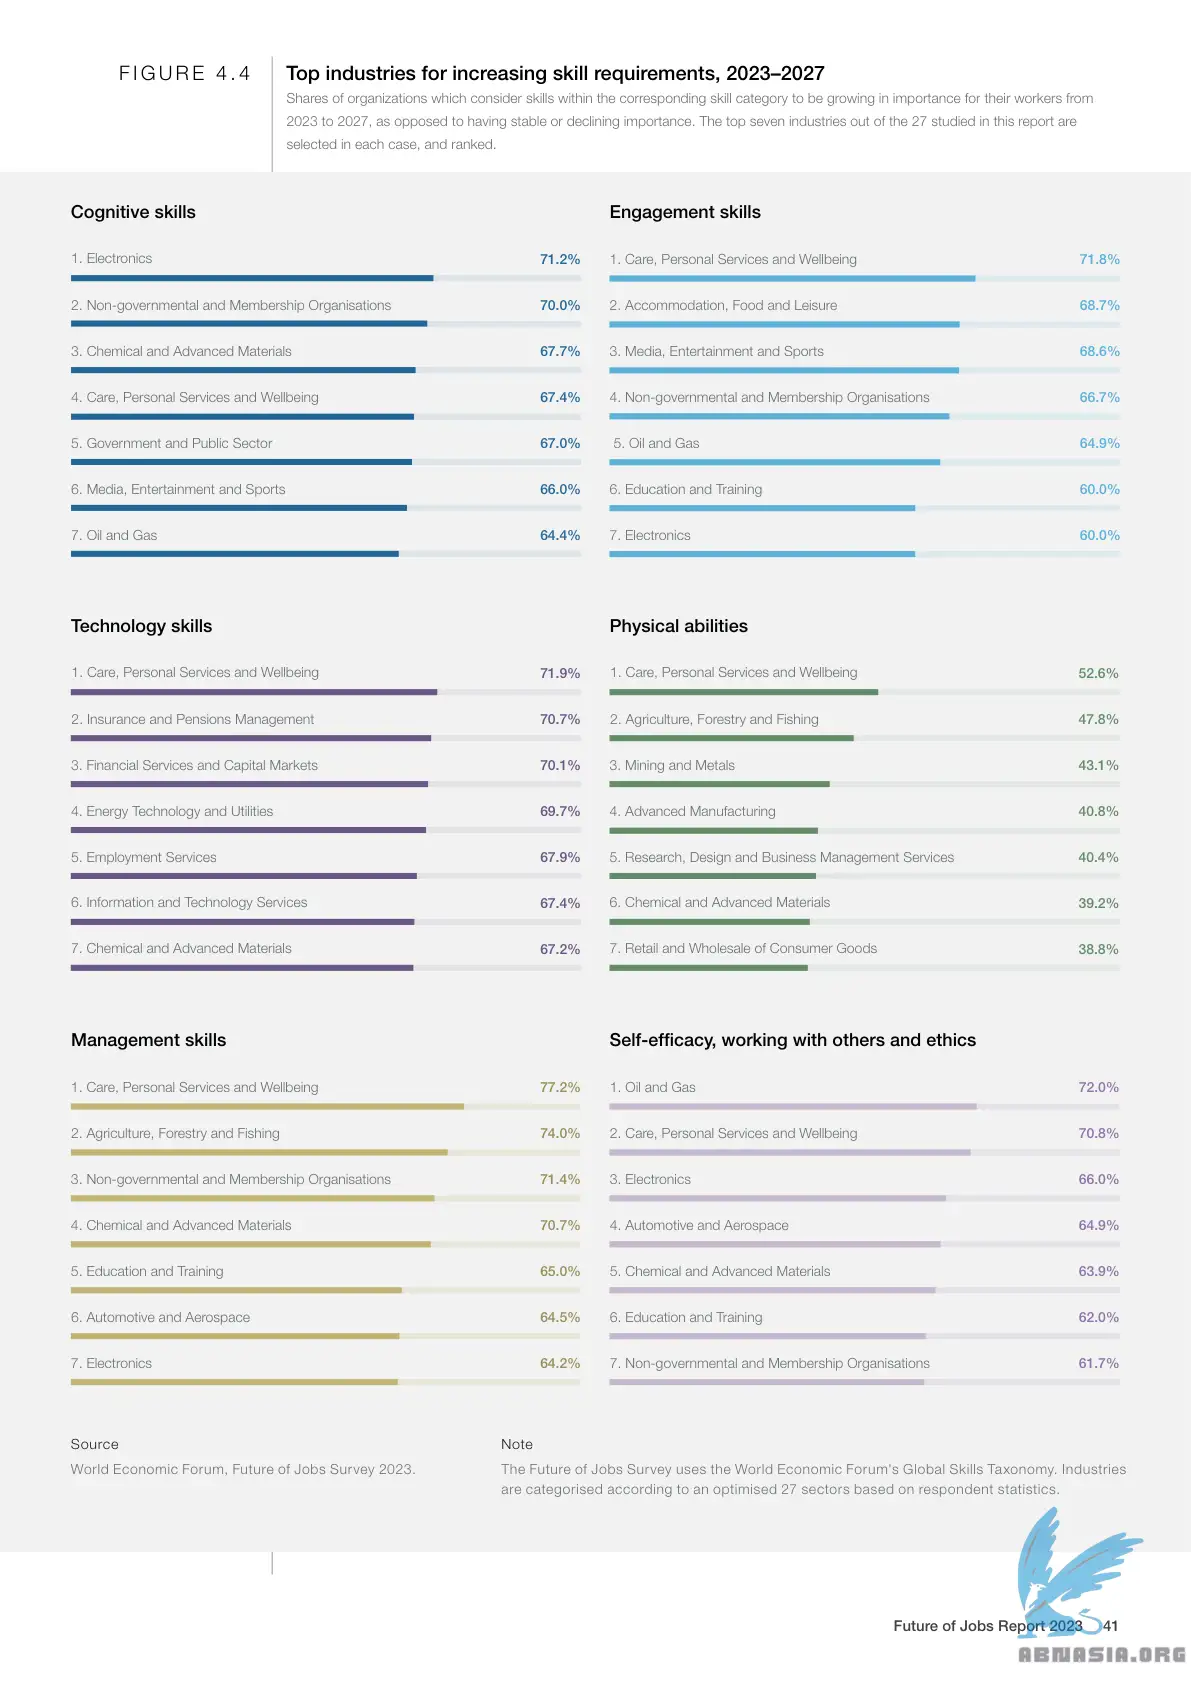 FIGURE 4.4
Top industries for increasing skill requirements, 2023–2027
Shares of organizations which consider skills within the corresponding skill category to be growing in importance for their workers from
2023 to 2027, as opposed to having stable or declining importance. The top seven industries out of the 27 studied in this report are
selected in each case, and ranked.
Cognitive skills
1. Electronics 71.2%
2. Non-governmental and Membership Organisations 70.0%
3. Chemical and Advanced Materials 67.7%
4. Care, Personal Services and Wellbeing 67.4%
5. Government and Public Sector 67.0%
6. Media, Entertainment and Sports 66.0%
7. Oil and Gas 64.4%
Engagement skills
1. Care, Personal Services and Wellbeing 71.8%
2. Accommodation, Food and Leisure 68.7%
3. Media, Entertainment and Sports 68.6%
4. Non-governmental and Membership Organisations 66.7%
5. Oil and Gas 64.9%
6. Education and Training 60.0%
7. Electronics 60.0%
Technology skills
1. Care, Personal Services and Wellbeing 71.9%
2. Insurance and Pensions Management 70.7%
3. Financial Services and Capital Markets 70.1%
4. Energy Technology and Utilities 69.7%
5. Employment Services 67.9%
6. Information and Technology Services 67.4%
7. Chemical and Advanced Materials 67.2%
Physical abilities
1. Care, Personal Services and Wellbeing 52.6%
2. Agriculture, Forestry and Fishing 47.8%
3. Mining and Metals 43.1%
4. Advanced Manufacturing 40.8%
5. Research, Design and Business Management Services 40.4%
6. Chemical and Advanced Materials 39.2%
7. Retail and Wholesale of Consumer Goods 38.8%
Management skills
1. Care, Personal Services and Wellbeing 77.2%
2. Agriculture, Forestry and Fishing 74.0%
3. Non-governmental and Membership Organisations 71.4%
4. Chemical and Advanced Materials 70.7%
5. Education and Training 65.0%
6. Automotive and Aerospace 64.5%
7. Electronics 64.2%
Self-efficacy, working with others and ethics
1. Oil and Gas 72.0%
2. Care, Personal Services and Wellbeing 70.8%
3. Electronics 66.0%
4. Automotive and Aerospace 64.9%
5. Chemical and Advanced Materials 63.9%
6. Education and Training 62.0%
7. Non-governmental and Membership Organisations 61.7%
Source
World Economic Forum, Future of Jobs Survey 2023.
Note
The Future of Jobs Survey uses the World Economic Forum's Global Skills Taxonomy. Industries
are categorised according to an optimised 27 sectors based on respondent statistics.
Future of Jobs Report 2023 41
ABNASIA.ORG